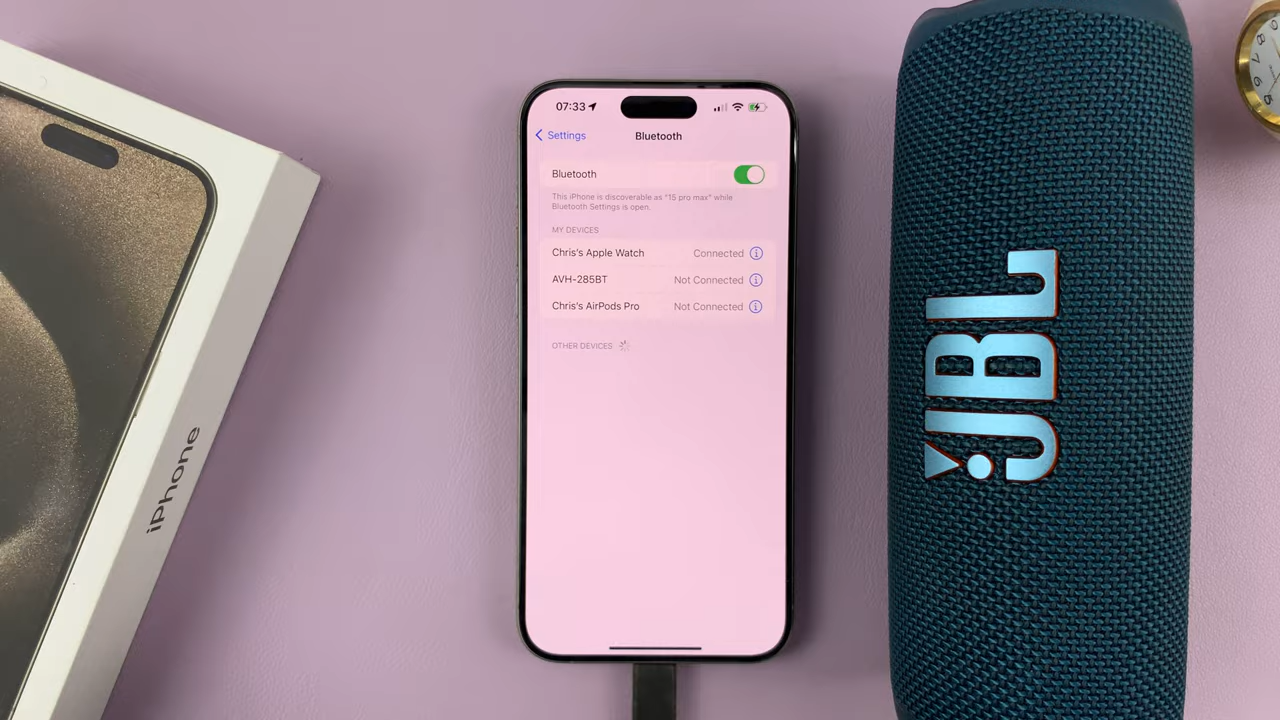 iPhone
07:33
Settings
Bluetooth
Bluetooth
This iPhone is discoverable as "15 pro max" while
Bluetooth Settings is open.
MY DEVICES
Chris's Apple Watch Connected
AVH-285BT Not Connected
Chris's AirPods Pro Not Connected
OTHER DEVICES
JBL